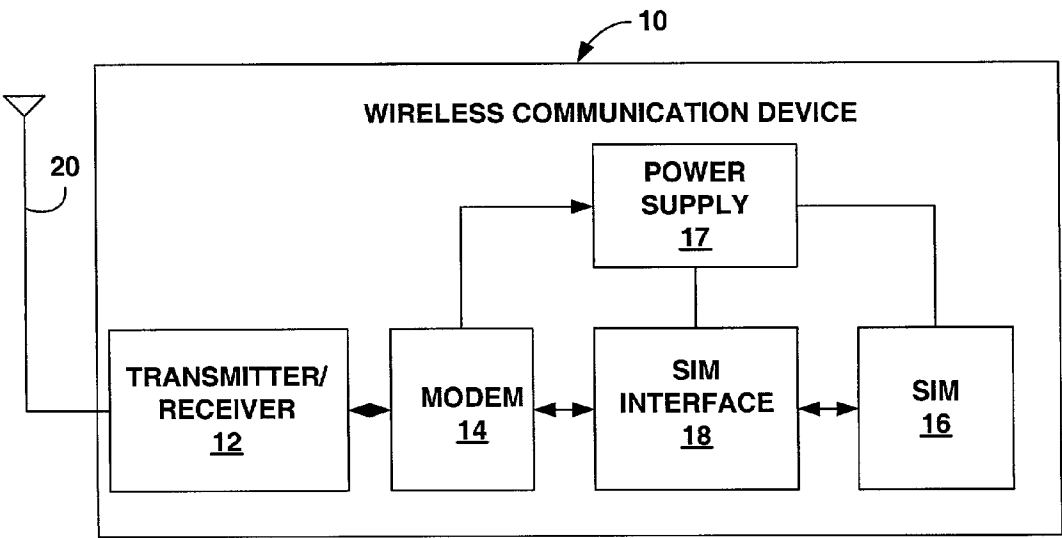 10
WIRELESS COMMUNICATION DEVICE
20
POWER
SUPPLY
17
TRANSMITTER/
RECEIVER
12
MODEM
14
SIM
INTERFACE
18
SIM
16